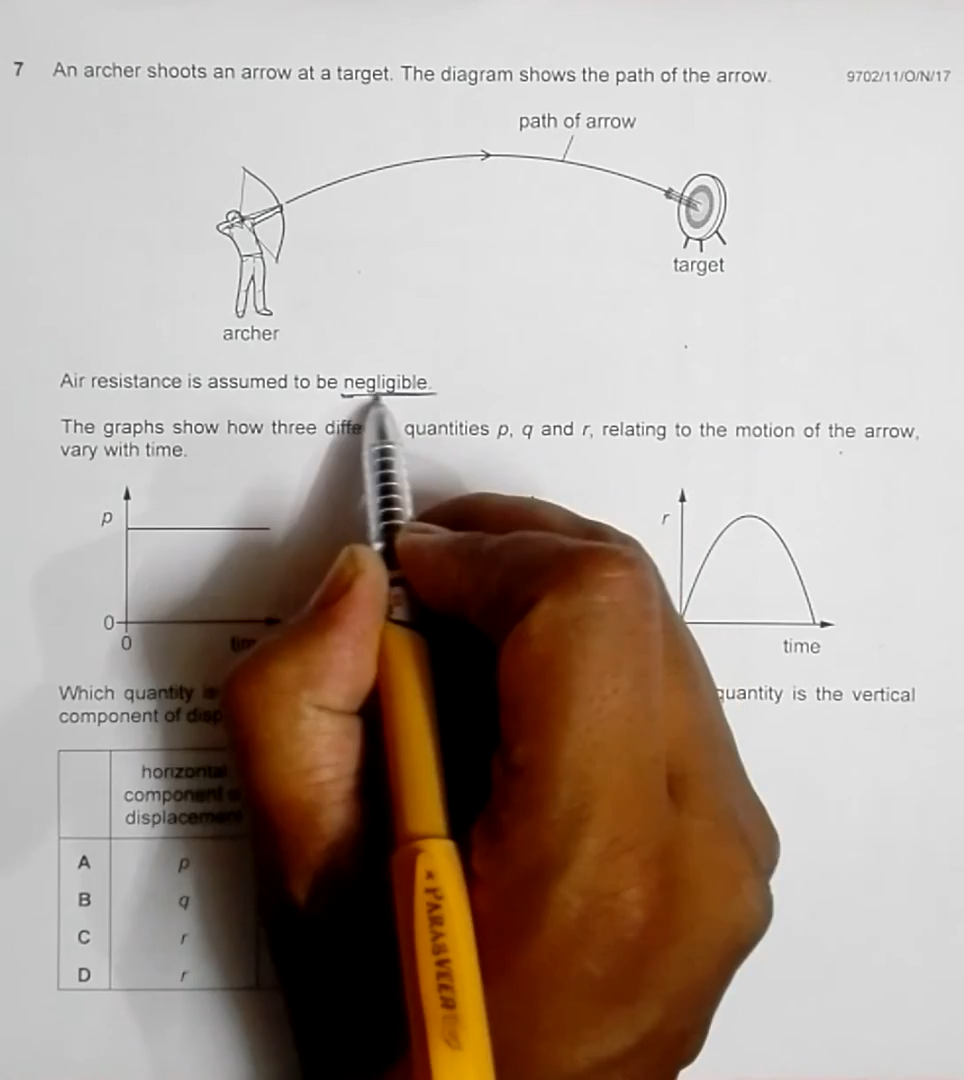 7 An archer shoots an arrow at a target. The diagram shows the path of the arrow. 9702/11/O/N/17
path of arrow
target
archer
Air resistance is assumed to be negligible.
The graphs show how three quantities p, q and r, relating to the motion of the arrow,
vary with time.
p
r
0
0
time
Which quantity is quantity is the vertical
component of
horizontal
component
displacement
A p
B q
C r
D r
PARASVEER